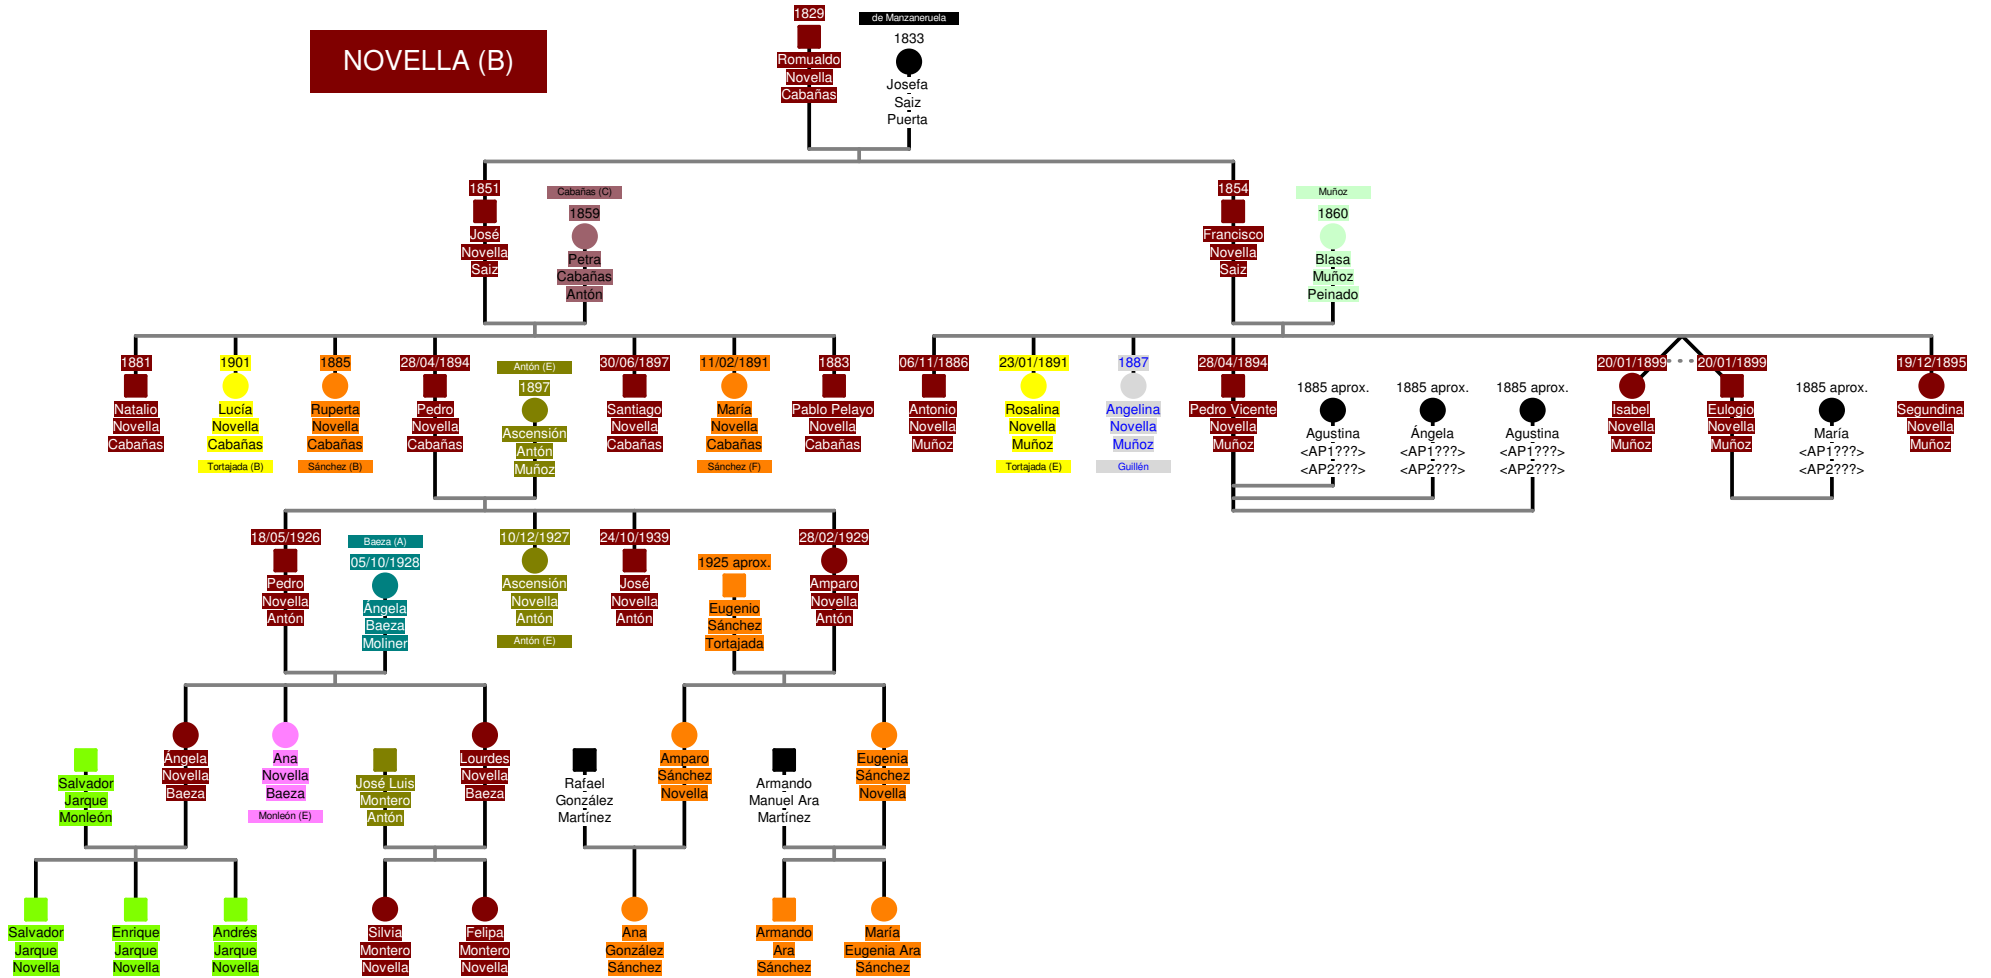 NOVELLA (B)
1829
Romualdo
Novella
Cabañas
de Manzaneruela
1833
Josefa
Saiz
Puerta
1851
José
Novella
Saiz
Cabañas (C)
1859
Petra
Cabañas
Antón
1854
Francisco
Novella
Saiz
Muñoz
1860
Blasa
Muñoz
Peinado
1881
Natalio
Novella
Cabañas
1901
Lucía
Novella
Cabañas
Tortajada (B)
1885
Ruperta
Novella
Cabañas
Sánchez (B)
28/04/1894
Pedro
Novella
Cabañas
Antón (E)
1897
Ascensión
Antón
Muñoz
30/06/1897
Santiago
Novella
Cabañas
11/02/1891
María
Novella
Cabañas
Sánchez (F)
1883
Pablo Pelayo
Novella
Cabañas
06/11/1886
Antonio
Novella
Muñoz
23/01/1891
Rosalina
Novella
Muñoz
Tortajada (E)
1887
Angelina
Novella
Muñoz
Guillén
28/04/1894
Pedro Vicente
Novella
Muñoz
1885 aprox.
Agustina
<AP1???>
<AP2???>
1885 aprox.
Ángela
<AP1???>
<AP2???>
1885 aprox.
Agustina
<AP1???>
<AP2???>
20/01/1899
Isabel
Novella
Muñoz
20/01/1899
Eulogio
Novella
Muñoz
1885 aprox.
María
<AP1???>
<AP2???>
19/12/1895
Segundina
Novella
Muñoz
18/05/1926
Pedro
Novella
Antón
Baeza (A)
05/10/1928
Ángela
Baeza
Moliner
10/12/1927
Ascensión
Novella
Antón
Antón (E)
24/10/1939
José
Novella
Antón
1925 aprox.
Eugenio
Sánchez
Tortajada
28/02/1929
Amparo
Novella
Antón
Salvador
Jarque
Monleón
Ángela
Novella
Baeza
Ana
Novella
Baeza
Monleón (E)
José Luis
Montero
Antón
Lourdes
Novella
Baeza
Rafael
González
Martínez
Amparo
Sánchez
Novella
Armando
Manuel Ara
Martínez
Eugenia
Sánchez
Novella
Salvador
Jarque
Novella
Enrique
Jarque
Novella
Andrés
Jarque
Novella
Silvia
Montero
Novella
Felipa
Montero
Novella
Ana
González
Sánchez
Armando
Ara
Sánchez
María
Eugenia Ara
Sánchez